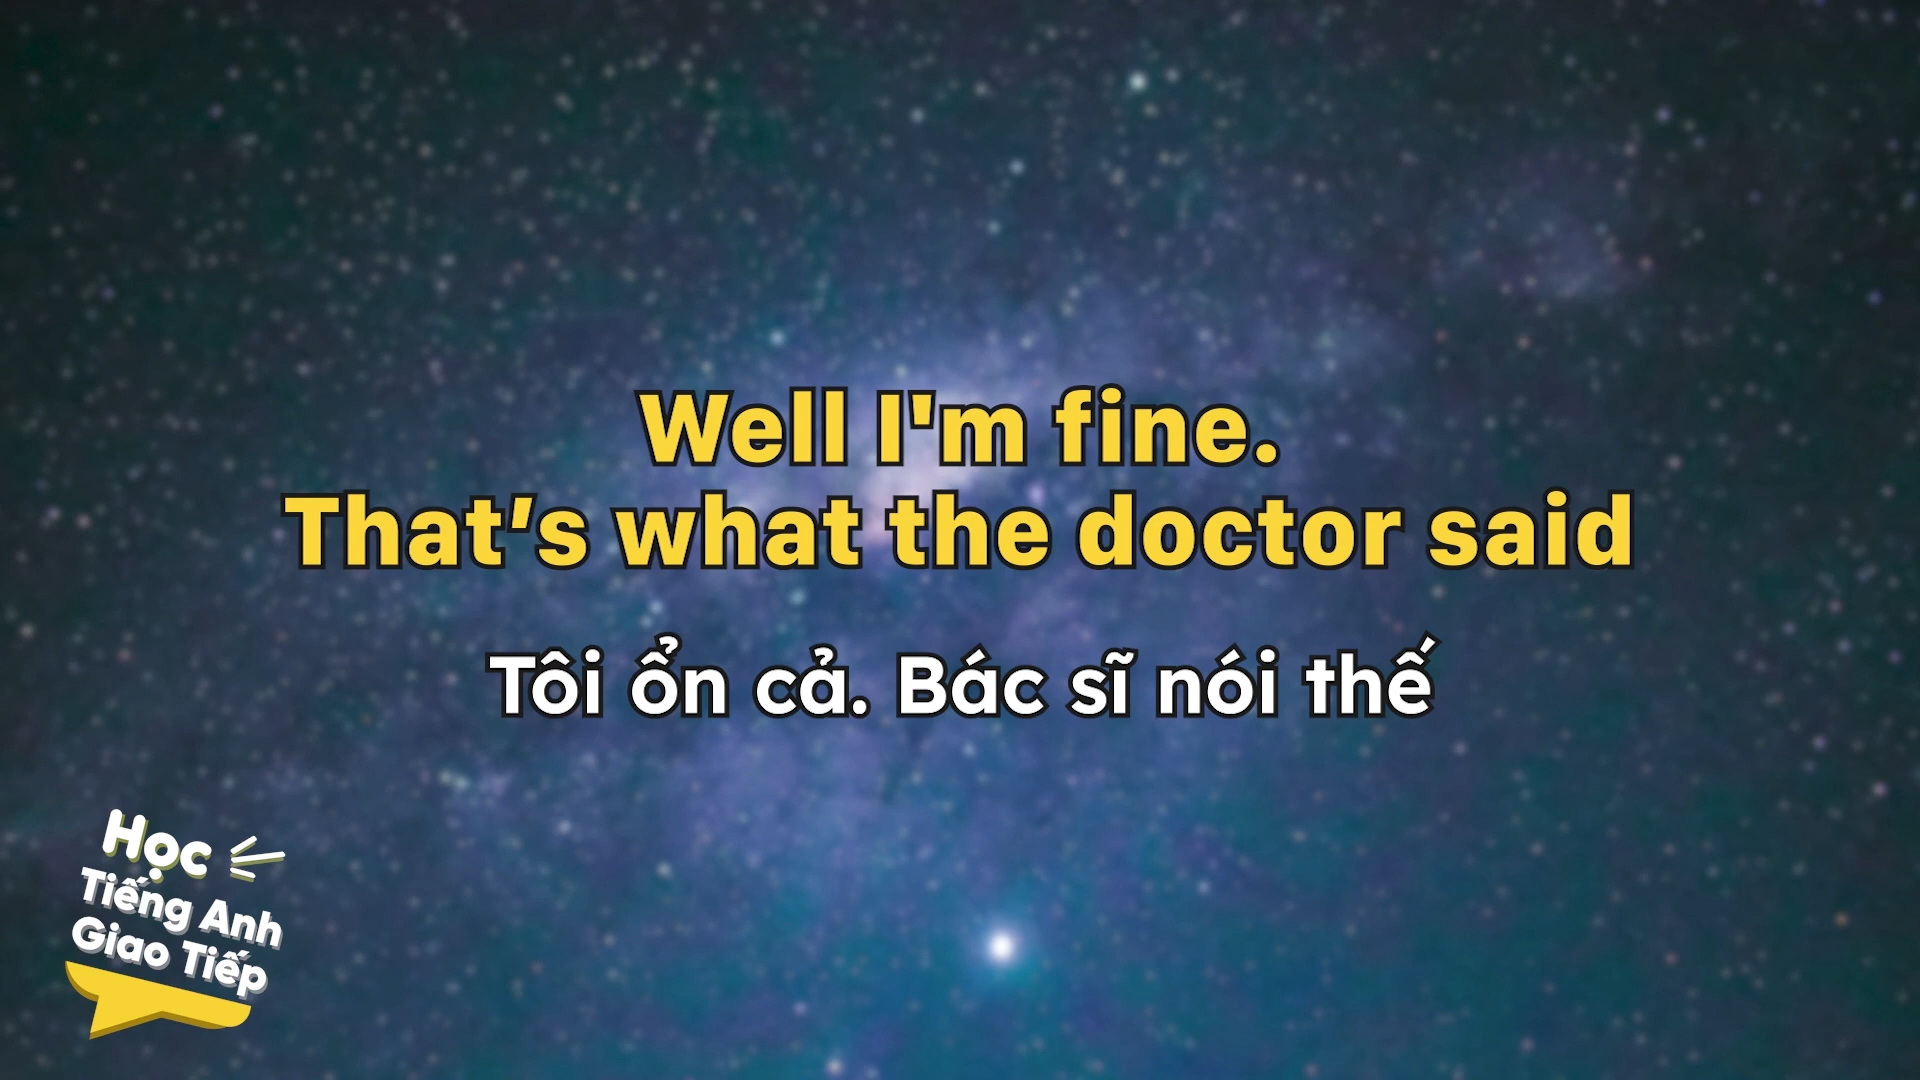 Well I'm fine.
That’s what the doctor said
Tôi ổn cả. Bác sĩ nói thế
Học
Tiếng Anh
Giao Tiếp